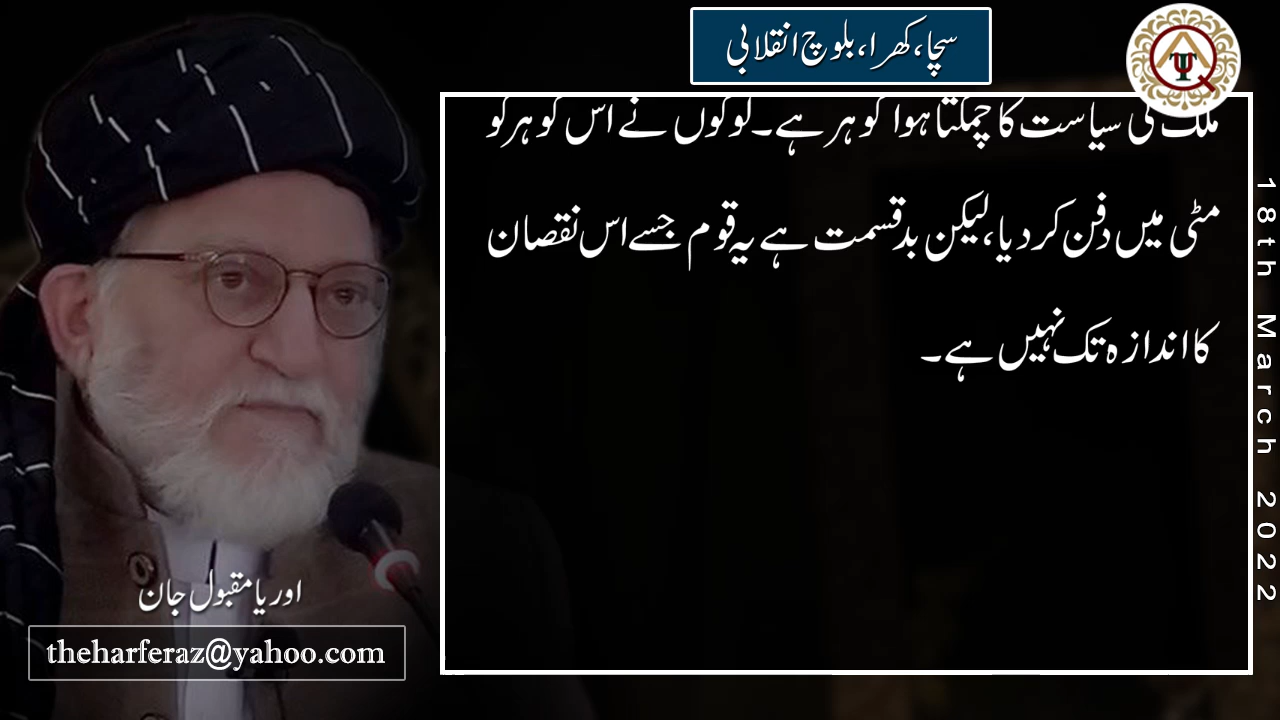 سچا، کھرا، بلوچ انقلابی
ملک کی سیاست کا چمکتا ہوا گوہر ہے۔ لوگوں نے اس گوہر کو
مٹی میں دفن کر دیا، لیکن بدقسمت ہے یہ قوم جسے اس نقصان
کا اندازہ تک نہیں ہے۔
18th March 2022
اوریا مقبول جان
theharferaz@yahoo.com